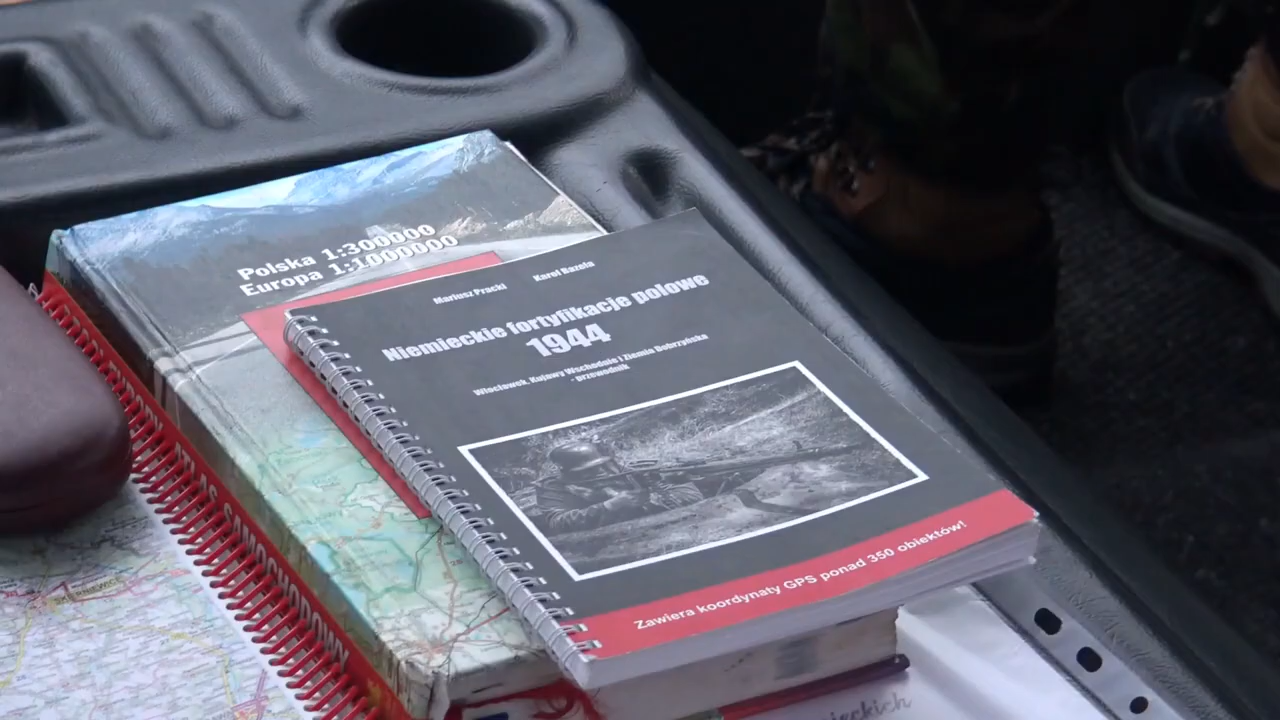 Polska 1:300000
Europa 1:1000000
Mariusz Pracki Karol Bazela
Niemieckie fortyfikacje polowe
1944
Włocławek, Kujawy Wschodnie i Ziemia Dobrzyńska
- przewodnik
Zawiera koordynaty GPS ponad 350 obiektów!
ATLAS SAMOCHODOWY